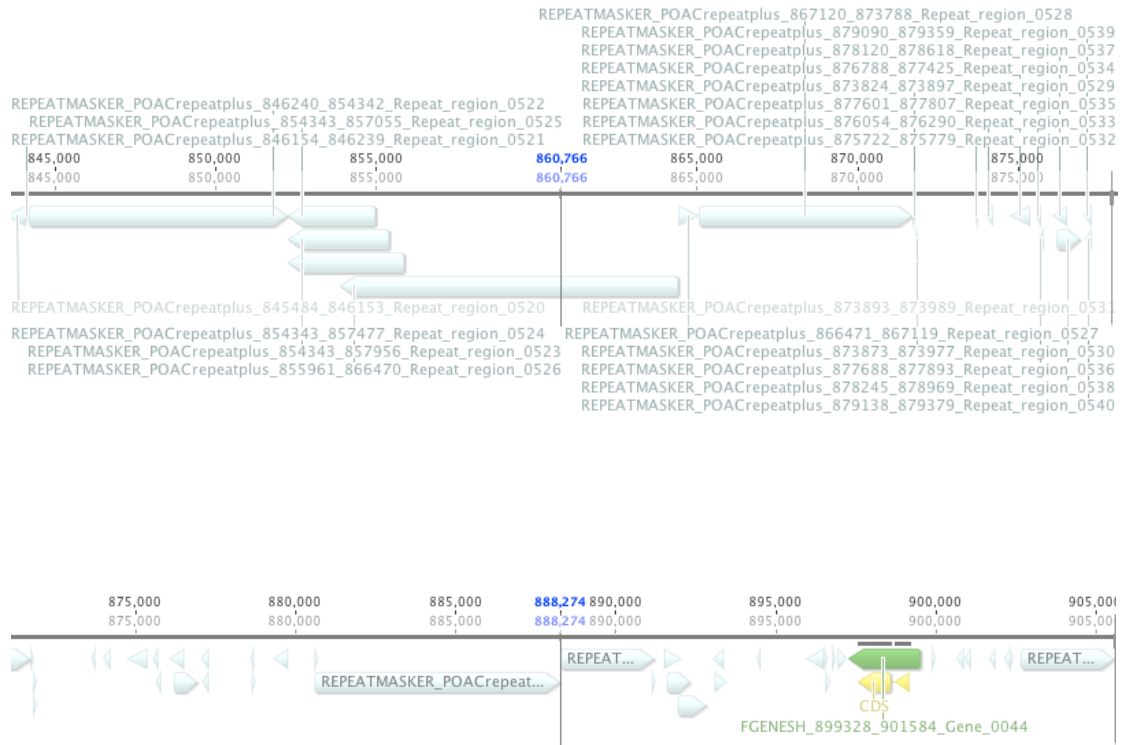 REPEATMASKER_POACrepeatplus_867120_873788_Repeat_region_0528
REPEATMASKER_POACrepeatplus_879090_879359_Repeat_region_0539
REPEATMASKER_POACrepeatplus_878120_878618_Repeat_region_0537
REPEATMASKER_POACrepeatplus_876788_877425_Repeat_region_0534
REPEATMASKER_POACrepeatplus_873824_873897_Repeat_region_0529
REPEATMASKER_POACrepeatplus_846240_854342_Repeat_region_0522 REPEATMASKER_POACrepeatplus_877601_877807_Repeat_region_0535
REPEATMASKER_POACrepeatplus_854343_857055_Repeat_region_0525 REPEATMASKER_POACrepeatplus_876054_876290_Repeat_region_0533
REPEATMASKER_POACrepeatplus_846154_846239_Repeat_region_0521 REPEATMASKER_POACrepeatplus_875722_875779_Repeat_region_0532
845,000 850,000 855,000 860,766 865,000 870,000 875,000
845,000 850,000 855,000 860,766 865,000 870,000 875,000
REPEATMASKER_POACrepeatplus_845484_846153_Repeat_region_0520 REPEATMASKER_POACrepeatplus_873893_873989_Repeat_region_0531
REPEATMASKER_POACrepeatplus_854343_857477_Repeat_region_0524 REPEATMASKER_POACrepeatplus_866471_867119_Repeat_region_0527
REPEATMASKER_POACrepeatplus_854343_857956_Repeat_region_0523 REPEATMASKER_POACrepeatplus_873873_873977_Repeat_region_0530
REPEATMASKER_POACrepeatplus_855961_866470_Repeat_region_0526 REPEATMASKER_POACrepeatplus_877688_877893_Repeat_region_0536
REPEATMASKER_POACrepeatplus_878245_878969_Repeat_region_0538
REPEATMASKER_POACrepeatplus_879138_879379_Repeat_region_0540
875,000 880,000 885,000 888,274 890,000 895,000 900,000 905,00
875,000 880,000 885,000 888,274 890,000 895,000 900,000 905,00
REPEAT... REPEAT...
REPEATMASKER_POACrepeat...
CDS
FGENESH_899328_901584_Gene_0044